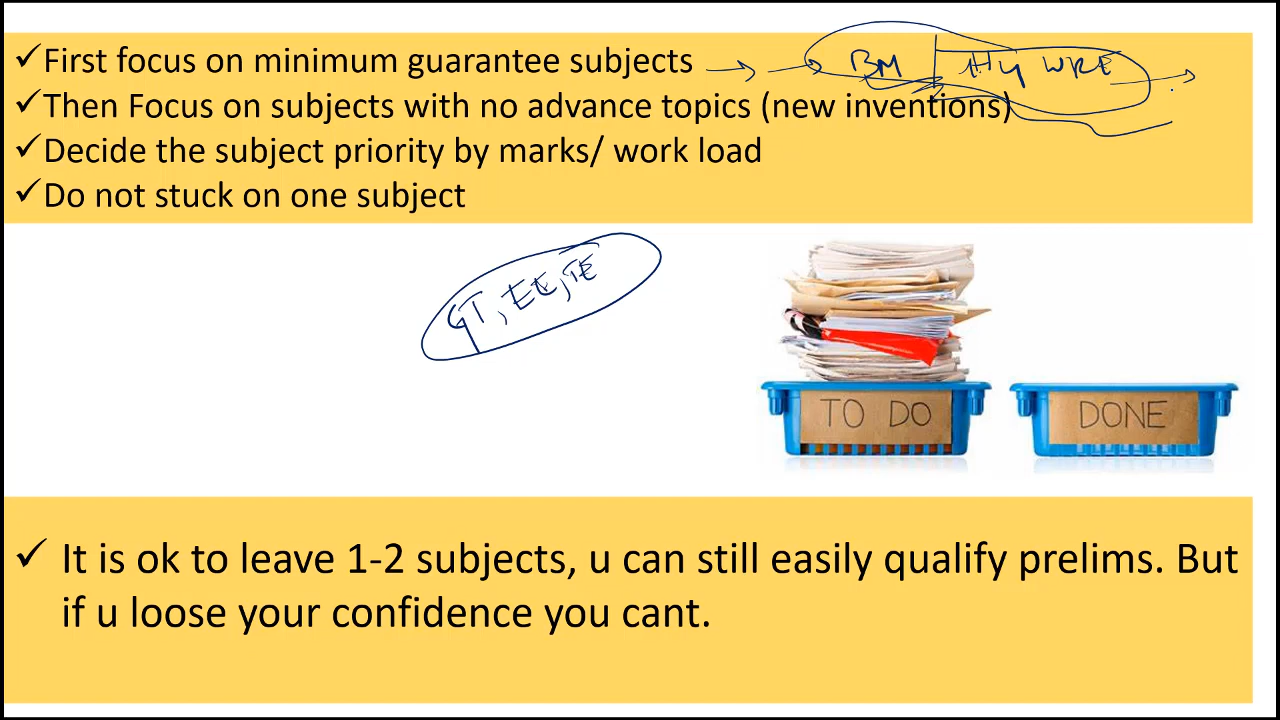 ✓First focus on minimum guarantee subjects → → BM | Hy WRE →
✓Then Focus on subjects with no advance topics (new inventions)
✓Decide the subject priority by marks/ work load
✓Do not stuck on one subject
GT, EE, TE
TO DO
DONE
✓ It is ok to leave 1-2 subjects, u can still easily qualify prelims. But
if u loose your confidence you cant.